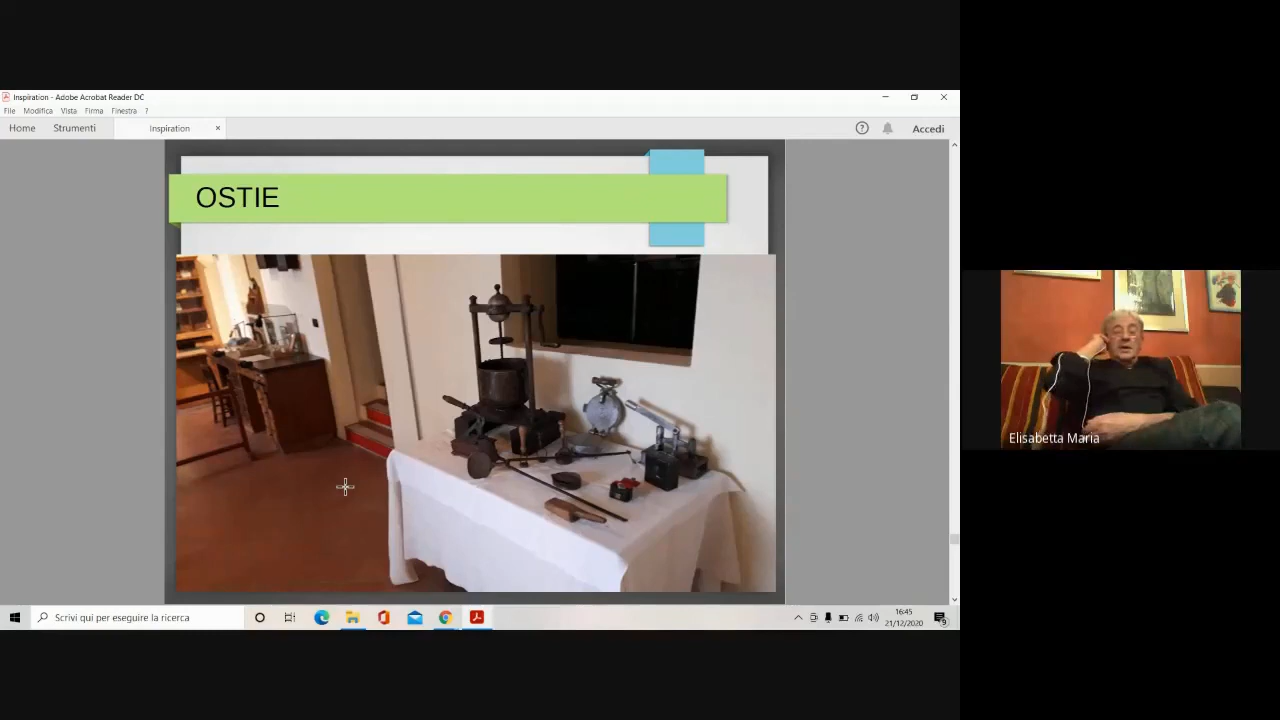 Inspiration - Adobe Acrobat Reader DC
File Modifica Vista Firma Finestra ?
Home Strumenti Inspiration × ? Accedi
OSTIE
Elisabetta Maria
Scrivi qui per eseguire la ricerca
16:45
21/12/2020
9